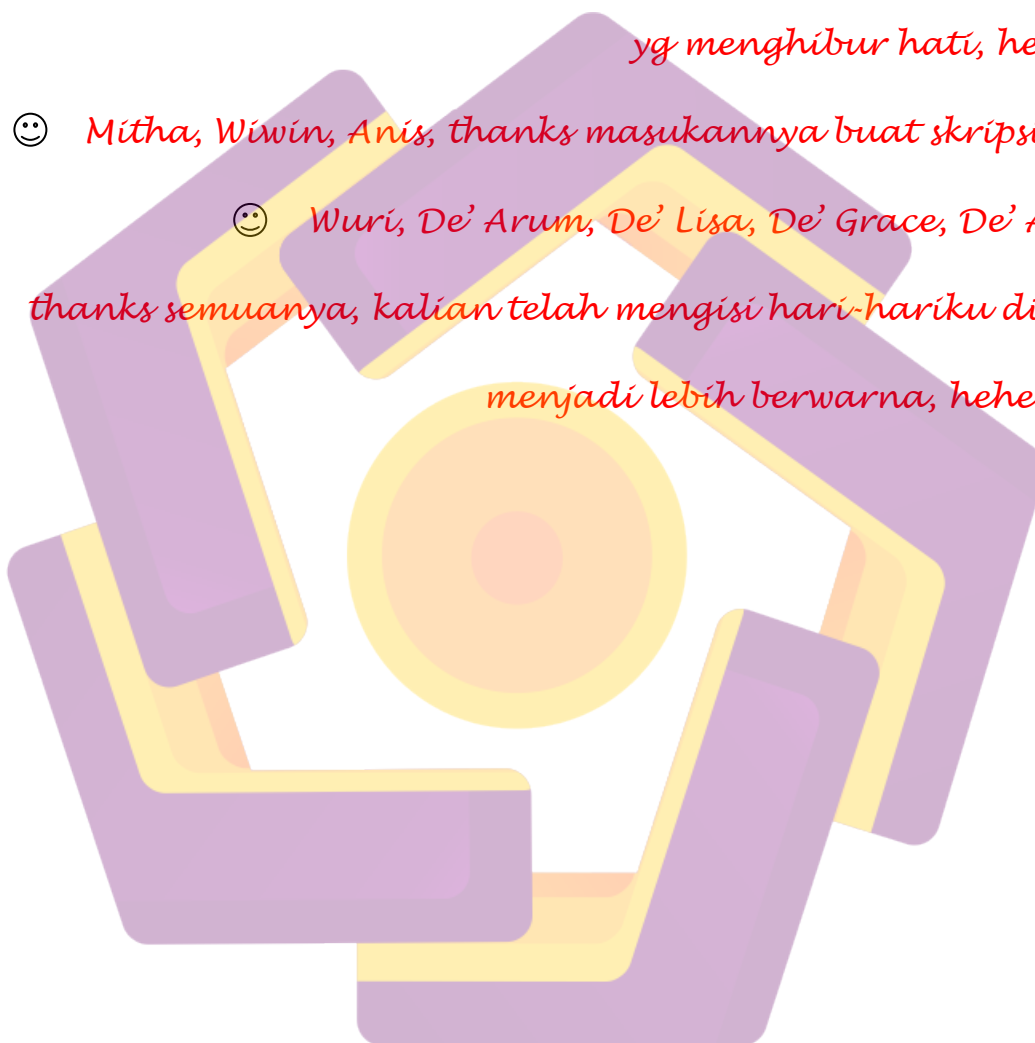 yg menghibur hati, he
☺ Mitha, Wiwin, Anis, thanks masukannya buat skrips
☺ Wuri, De’ Arum, De’ Lisa, De’ Grace, De’
thanks semuanya, kalian telah mengisi hari-hariku di
menjadi lebih berwarna, hehe